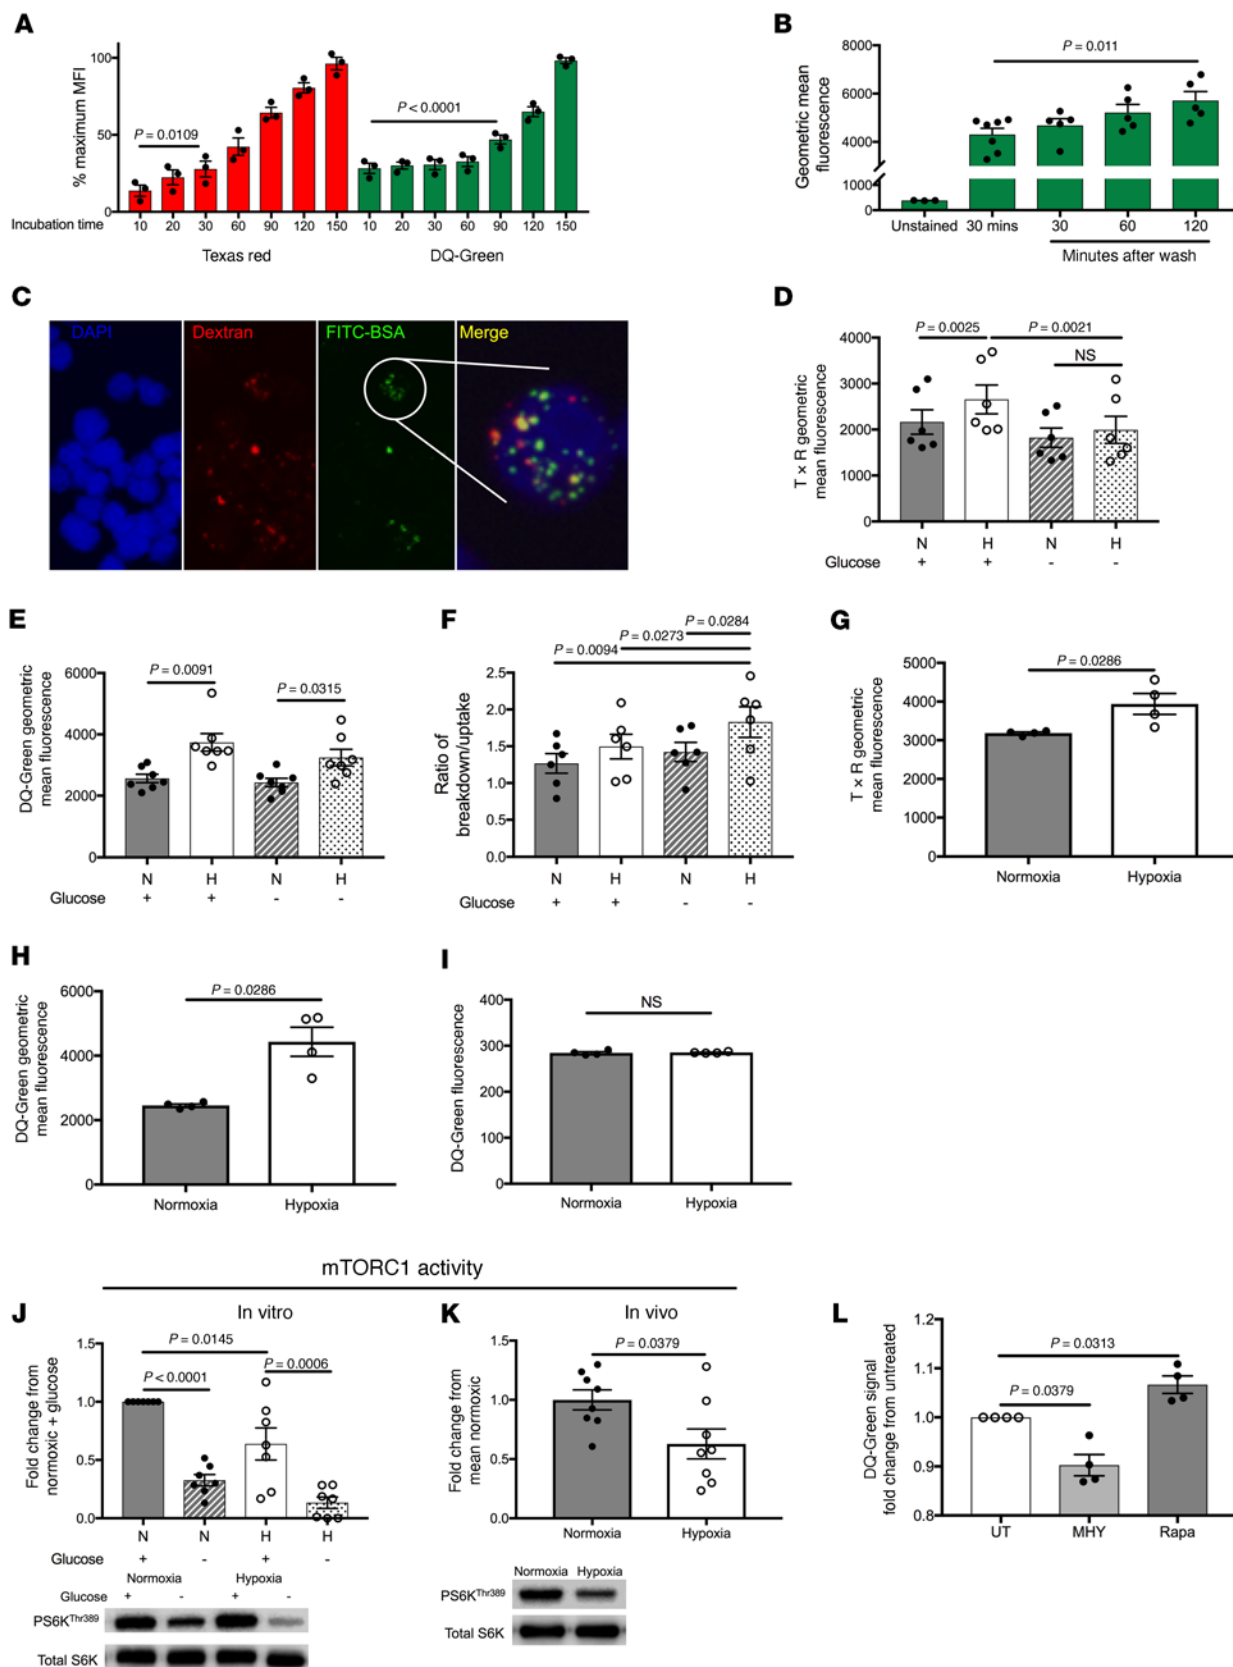 A
% maximum MFI
100
50
0
P = 0.0109
P < 0.0001
Incubation time
10 20 30 60 90 120 150 10 20 30 60 90 120 150
Texas red DQ-Green
B
Geometric mean
fluorescence
8000
6000
4000
1000
0
P = 0.011
Unstained 30 mins 30 60 120
Minutes after wash
C
DAPI Dextran FITC-BSA Merge
D
T × R geometric
mean fluorescence
4000
3000
2000
1000
0
P = 0.0025 P = 0.0021
NS
N H N H
Glucose + + - -
E
DQ-Green geometric
mean fluorescence
6000
4000
2000
0
P = 0.0091
P = 0.0315
N H N H
Glucose + + - -
F
Ratio of
breakdown/uptake
2.5
2.0
1.5
1.0
0.5
0.0
P = 0.0284
P = 0.0273
P = 0.0094
N H N H
Glucose + + - -
G
T × R geometric
mean fluorescence
5000
4000
3000
2000
1000
0
P = 0.0286
Normoxia Hypoxia
H
DQ-Green geometric
mean fluorescence
6000
4000
2000
0
P = 0.0286
Normoxia Hypoxia
I
DQ-Green fluorescence
400
300
200
100
0
NS
Normoxia Hypoxia
mTORC1 activity
J
In vitro
Fold change from
normoxic + glucose
1.5
1.0
0.5
0.0
P = 0.0145
P < 0.0001
P = 0.0006
N N H H
Glucose + - + -
Normoxia Hypoxia
Glucose + - + -
PS6K^Thr389
Total S6K
K
In vivo
Fold change from
mean normoxic
1.5
1.0
0.5
0.0
P = 0.0379
Normoxia Hypoxia
Normoxia Hypoxia
PS6K^Thr389
Total S6K
L
DQ-Green signal
fold change from untreated
1.2
1.1
1.0
0.9
0.8
P = 0.0313
P = 0.0379
UT MHY Rapa